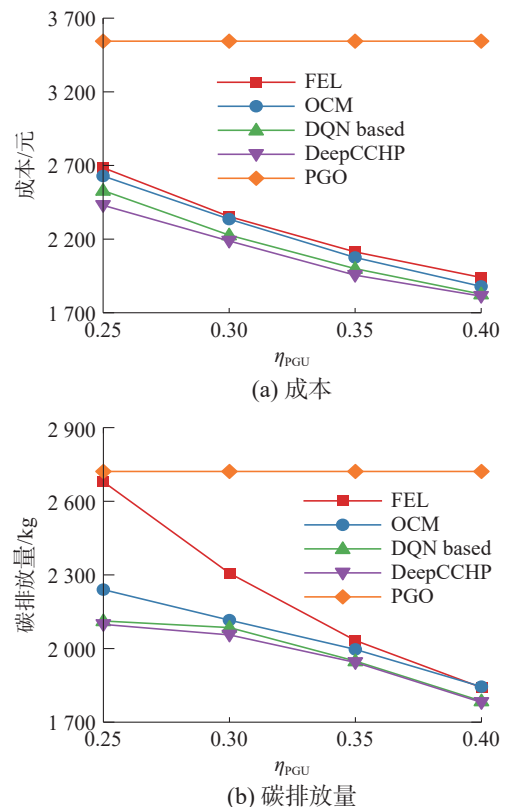 3 700
3 200
2 700
2 200
1 700
成本/元
FEL
OCM
DQN based
DeepCCHP
PGO
0.25 0.30 0.35 0.40
ηPGU
(a) 成本
2 900
2 600
2 300
2 000
1 700
碳排放量/kg
FEL
OCM
DQN based
DeepCCHP
PGO
0.25 0.30 0.35 0.40
ηPGU
(b) 碳排放量